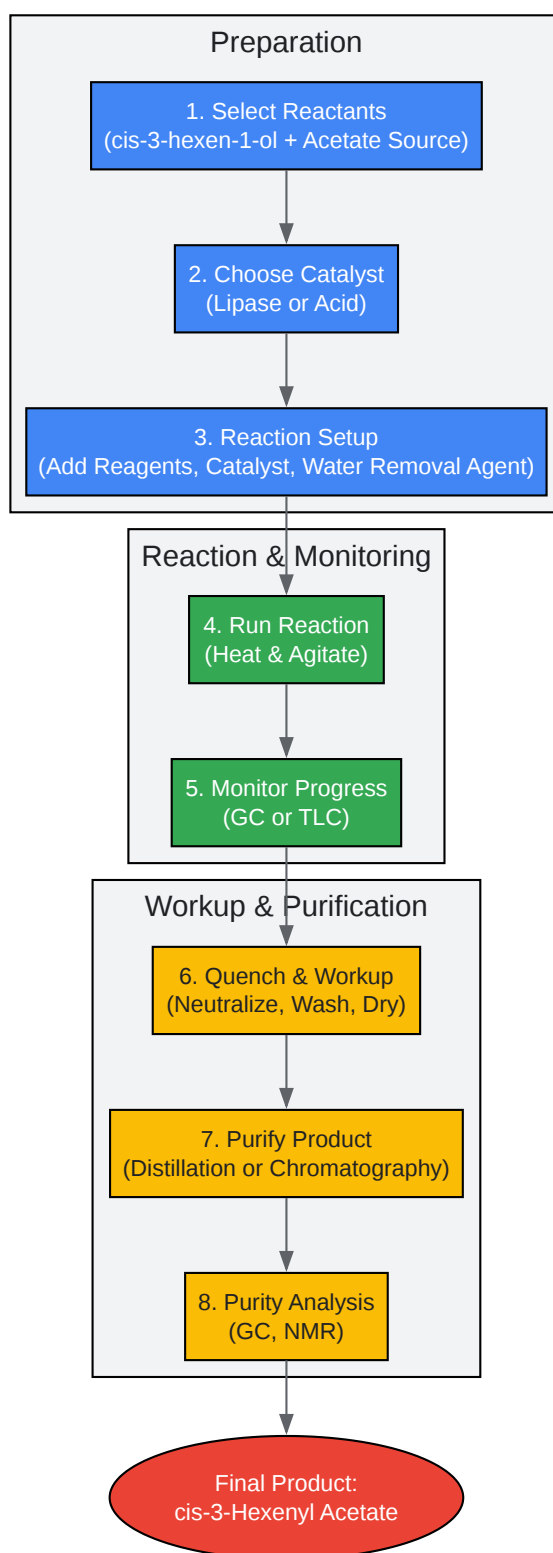 Preparation
1. Select Reactants
(cis-3-hexen-1-ol + Acetate Source)
2. Choose Catalyst
(Lipase or Acid)
3. Reaction Setup
(Add Reagents, Catalyst, Water Removal Agent)
Reaction & Monitoring
4. Run Reaction
(Heat & Agitate)
5. Monitor Progress
(GC or TLC)
Workup & Purification
6. Quench & Workup
(Neutralize, Wash, Dry)
7. Purify Product
(Distillation or Chromatography)
8. Purity Analysis
(GC, NMR)
Final Product:
cis-3-Hexenyl Acetate